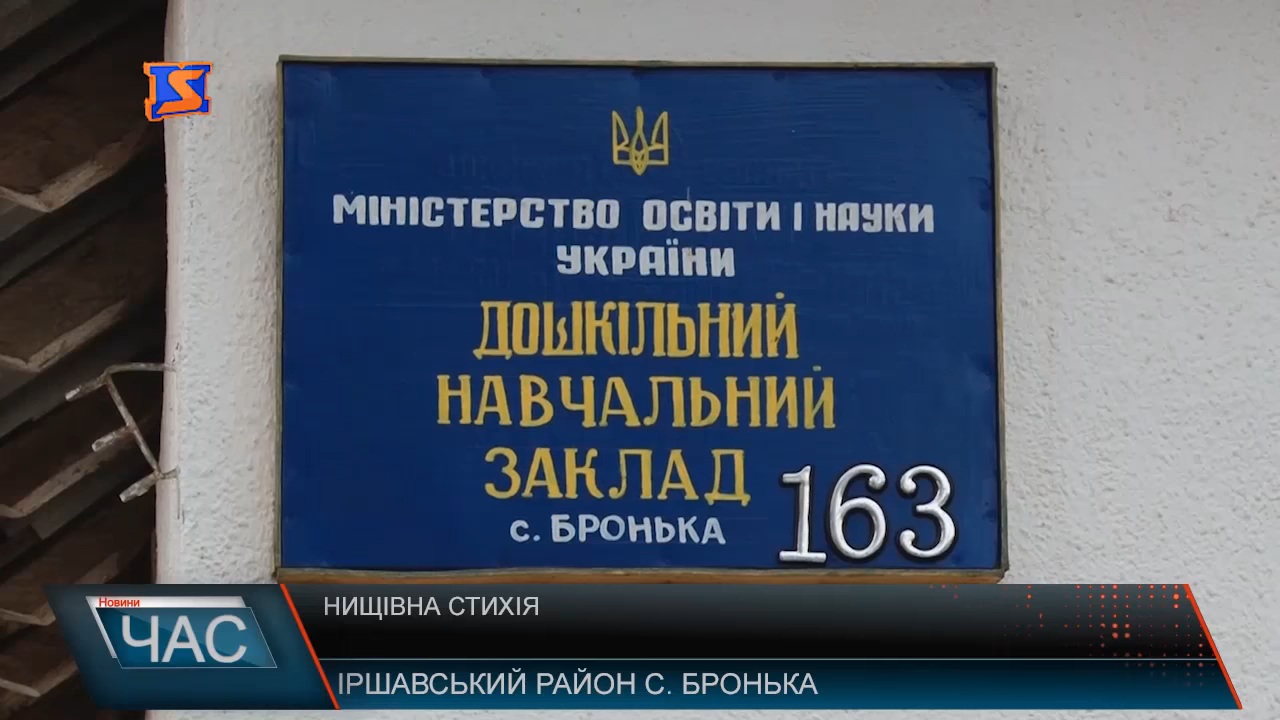 МІНІСТЕРСТВО ОСВІТИ І НАУКИ
УКРАЇНИ
ДОШКІЛЬНИЙ
НАВЧАЛЬНИЙ
ЗАКЛАД
с. БРОНЬКА
163
Новини
ЧАС
НИЩІВНА СТИХІЯ
ІРШАВСЬКИЙ РАЙОН С. БРОНЬКА